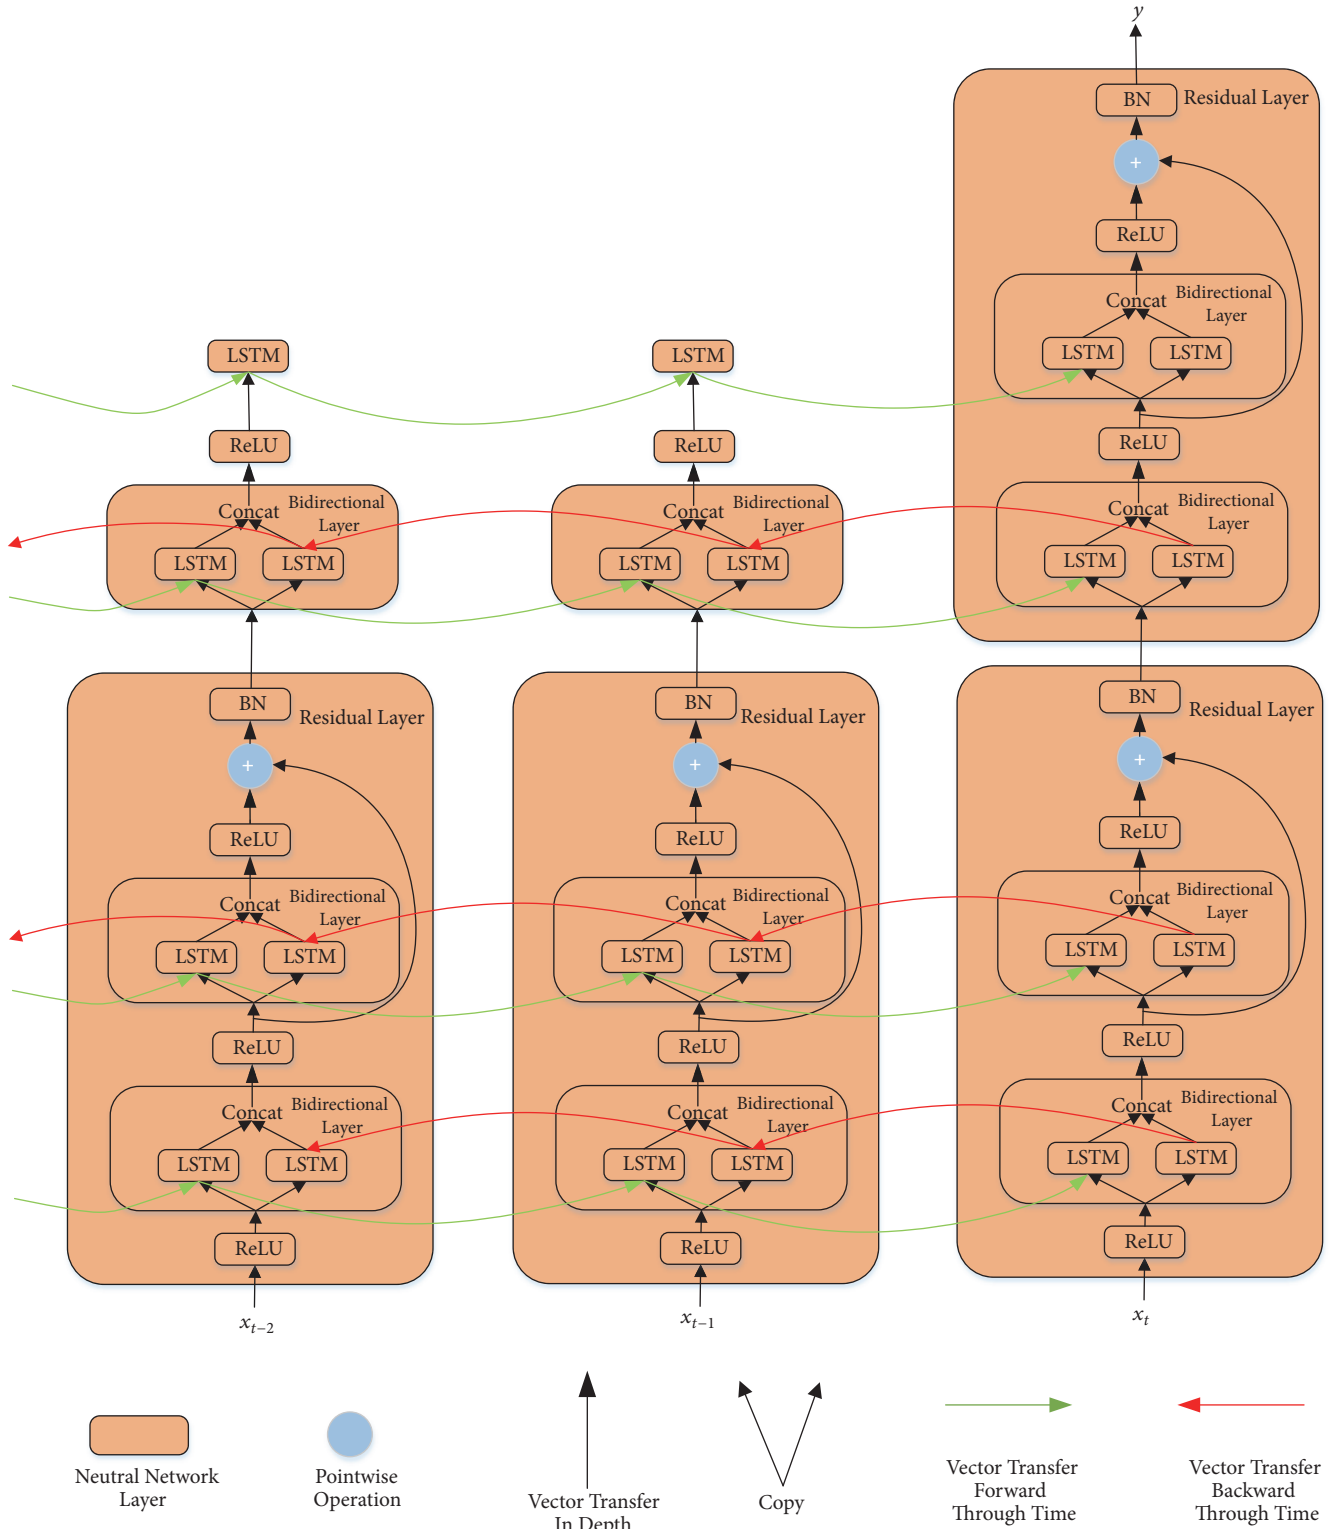 y
BN
Residual Layer
+
ReLU
Concat
Bidirectional
Layer
LSTM
LSTM
LSTM
LSTM
ReLU
ReLU
ReLU
Concat
Bidirectional
Layer
LSTM
LSTM
Concat
Bidirectional
Layer
LSTM
LSTM
Concat
Bidirectional
Layer
LSTM
LSTM
BN
Residual Layer
+
ReLU
Concat
Bidirectional
Layer
LSTM
LSTM
ReLU
Concat
Bidirectional
Layer
LSTM
LSTM
ReLU
x_{t−2}
BN
Residual Layer
+
ReLU
Concat
Bidirectional
Layer
LSTM
LSTM
ReLU
Concat
Bidirectional
Layer
LSTM
LSTM
ReLU
x_{t−1}
BN
Residual Layer
+
ReLU
Concat
Bidirectional
Layer
LSTM
LSTM
ReLU
Concat
Bidirectional
Layer
LSTM
LSTM
ReLU
x_t
Neutral Network
Layer
Pointwise
Operation
Vector Transfer
In Depth
Copy
Vector Transfer
Forward
Through Time
Vector Transfer
Backward
Through Time